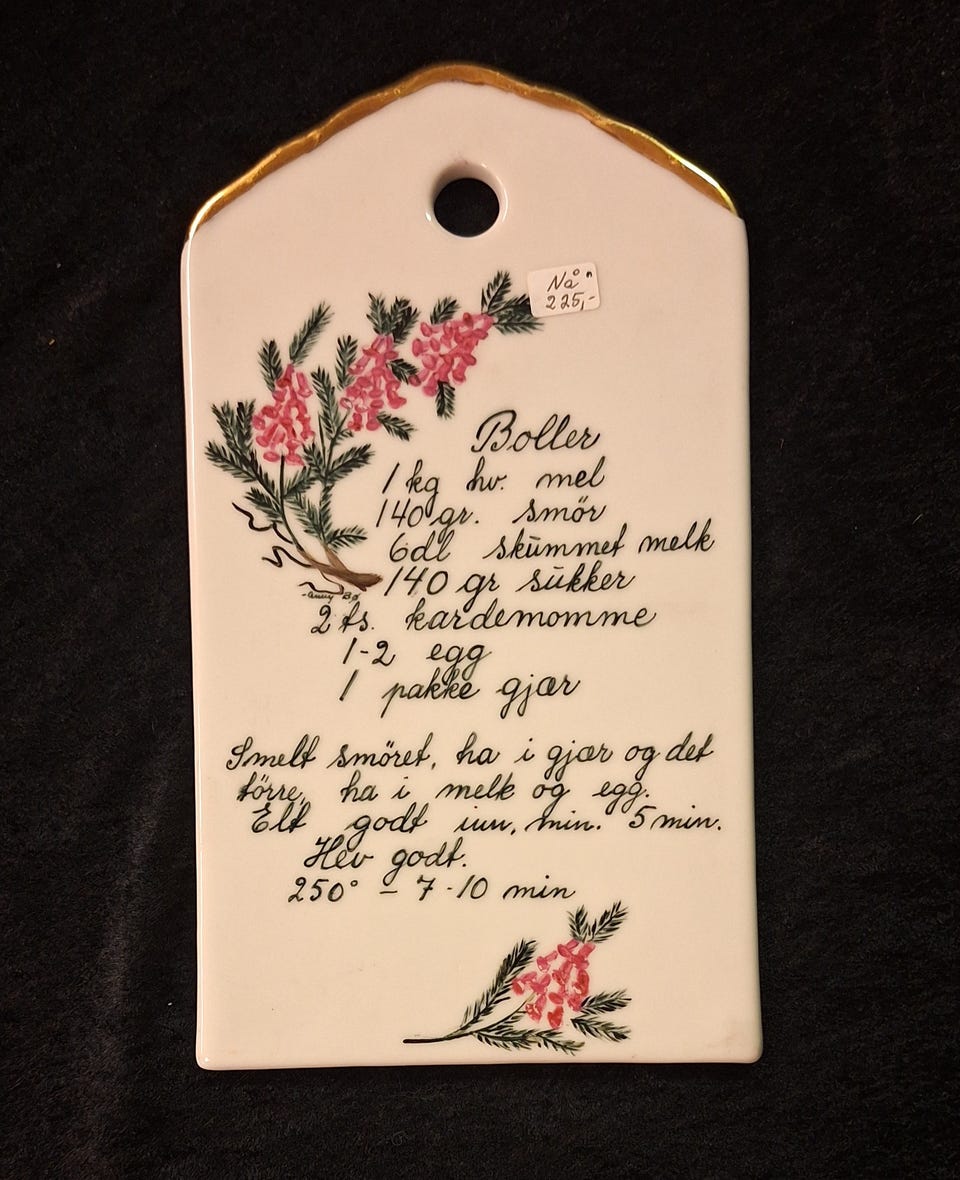 Nå"
225,-
Boller
1 kg hv. mel
140 gr. smör
6dl skummet melk
140 gr sukker
2 ts. kardemomme
1-2 egg
1 pakke gjær
Smelt smöret, ha i gjær og det
törre, ha i melk og egg.
Elt godt inn, min. 5 min.
Hev godt.
250° - 7-10 min